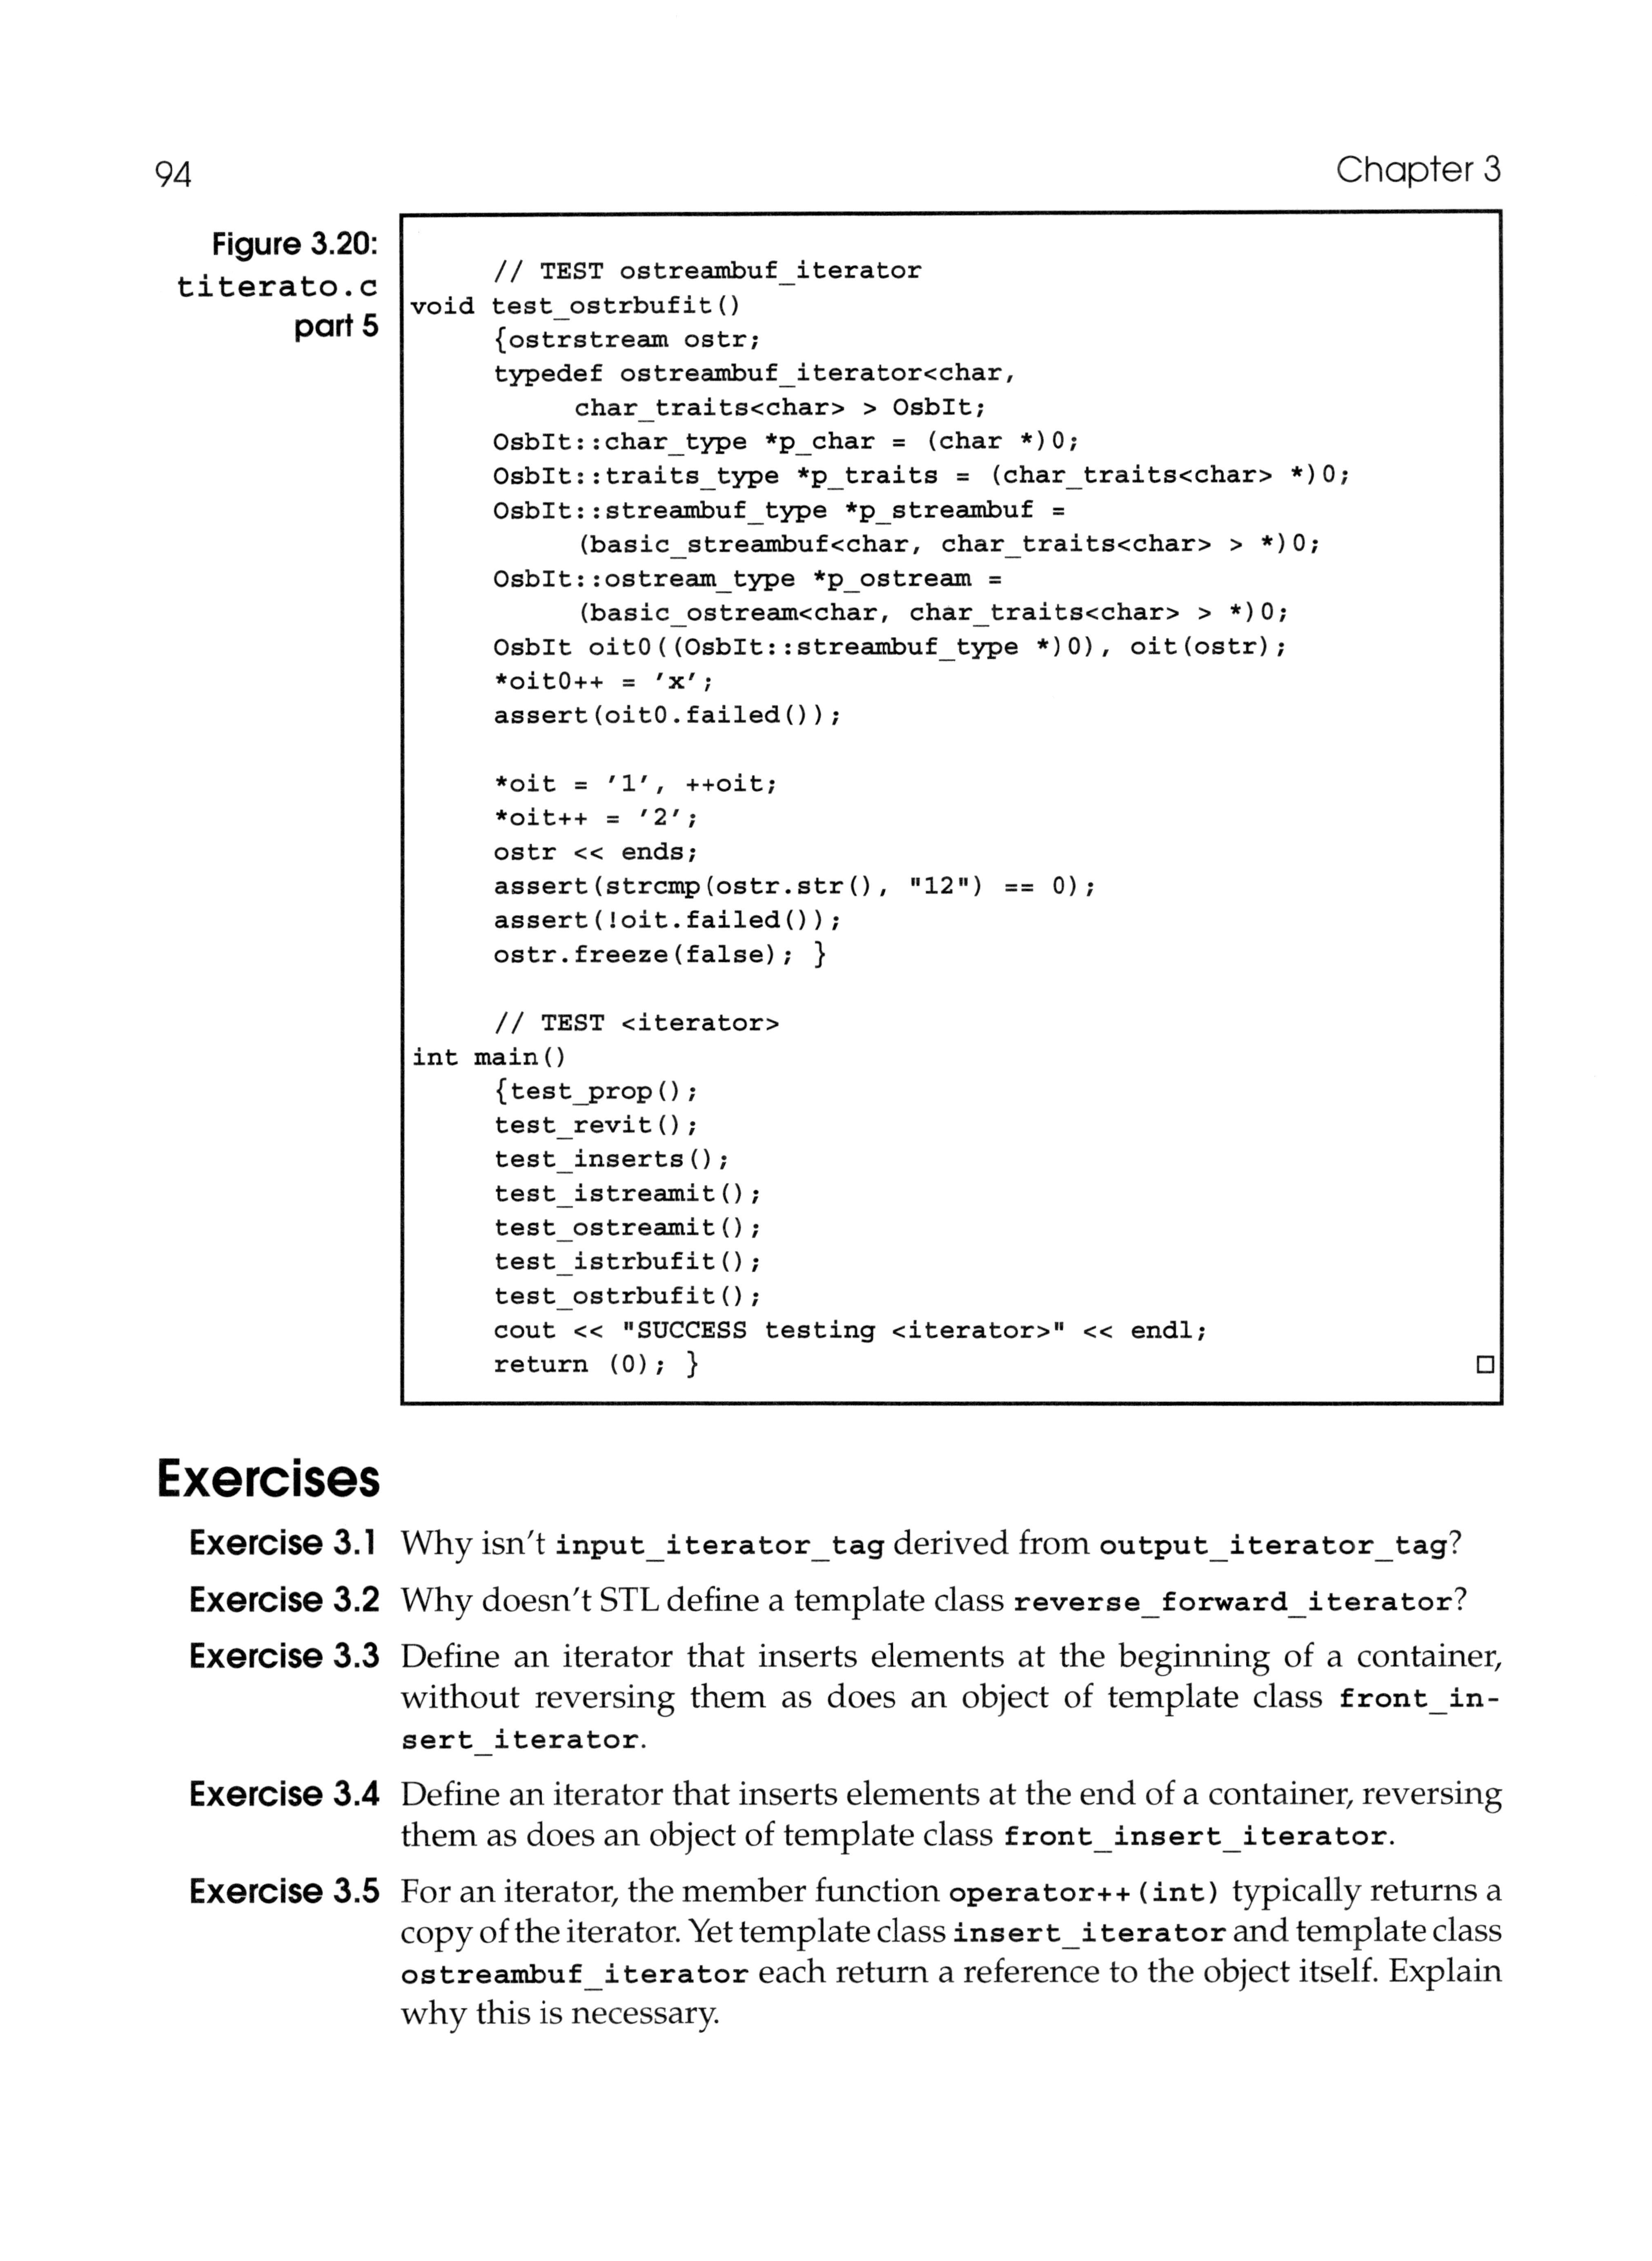 94
Chapter 3
Figure 3.20:
titerato.c
part 5
// TEST ostreambuf_iterator
void test_ostrbufit()
{ostrstream ostr;
typedef ostreambuf_iterator<char,
char_traits<char> > OsbIt;
OsbIt::char_type *p_char = (char *)0;
OsbIt::traits_type *p_traits = (char_traits<char> *)0;
OsbIt::streambuf_type *p_streambuf =
(basic_streambuf<char, char_traits<char> > *)0;
OsbIt::ostream_type *p_ostream =
(basic_ostream<char, char_traits<char> > *)0;
OsbIt oit0((OsbIt::streambuf_type *)0), oit(ostr);
*oit0++ = 'x';
assert(oit0.failed());
*oit = '1', ++oit;
*oit++ = '2';
ostr << ends;
assert(strcmp(ostr.str(), "12") == 0);
assert(!oit.failed());
ostr.freeze(false); }
// TEST <iterator>
int main()
{test_prop();
test_revit();
test_inserts();
test_istreamit();
test_ostreamit();
test_istrbufit();
test_ostrbufit();
cout << "SUCCESS testing <iterator>" << endl;
return (0); }
□
Exercises
Exercise 3.1 Why isn't input_iterator_tag derived from output_iterator_tag?
Exercise 3.2 Why doesn't STL define a template class reverse_forward_iterator?
Exercise 3.3 Define an iterator that inserts elements at the beginning of a container,
without reversing them as does an object of template class front_in-
sert_iterator.
Exercise 3.4 Define an iterator that inserts elements at the end of a container, reversing
them as does an object of template class front_insert_iterator.
Exercise 3.5 For an iterator, the member function operator++(int) typically returns a
copy of the iterator. Yet template class insert_iterator and template class
ostreambuf_iterator each return a reference to the object itself. Explain
why this is necessary.